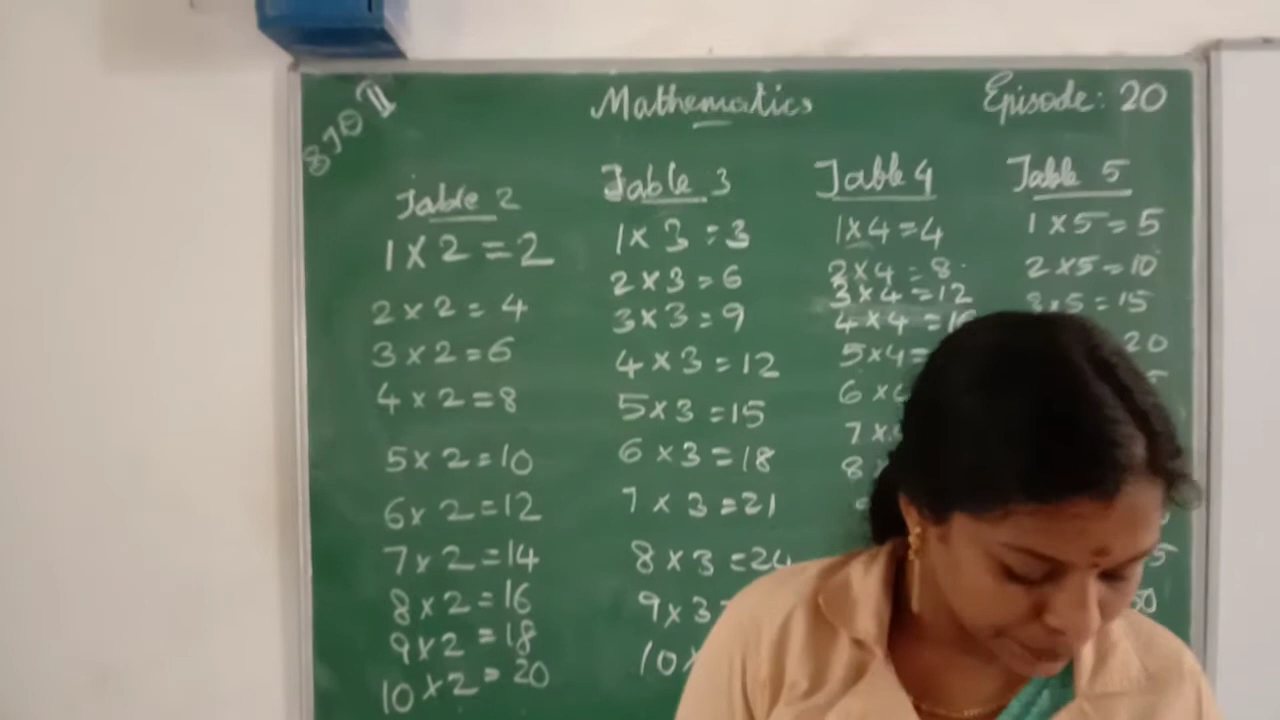 STD II
Mathematics
Episode: 20
Table 2
1 x 2 = 2
2 x 2 = 4
3 x 2 = 6
4 x 2 = 8
5 x 2 = 10
6 x 2 = 12
7 x 2 = 14
8 x 2 = 16
9 x 2 = 18
10 x 2 = 20
Table 3
1 x 3 = 3
2 x 3 = 6
3 x 3 = 9
4 x 3 = 12
5 x 3 = 15
6 x 3 = 18
7 x 3 = 21
8 x 3 = 24
9 x 3
10 x
Table 4
1 x 4 = 4
2 x 4 = 8
3 x 4 = 12
4 x 4 =
5 x 4 =
6 x
7 x
8
Table 5
1 x 5 = 5
2 x 5 = 10
3 x 5 = 15
20